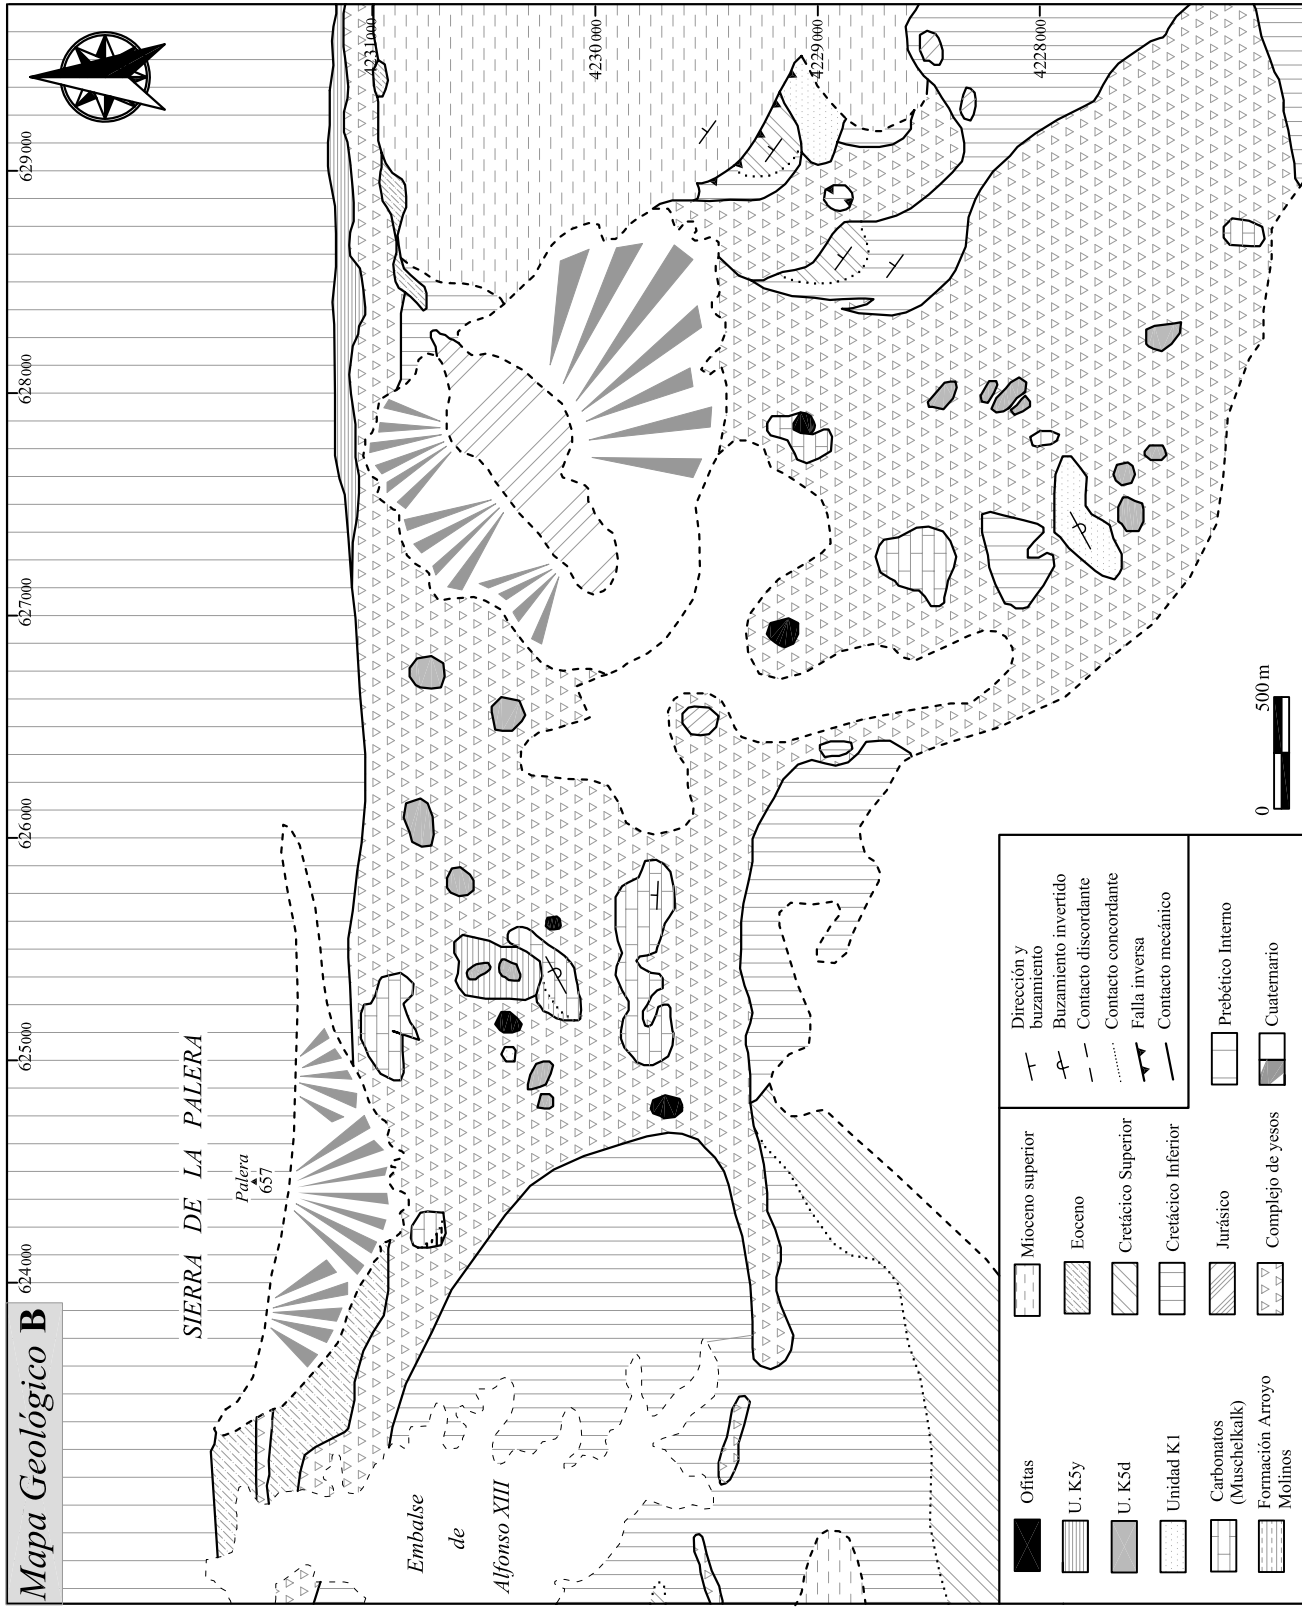 Mapa Geológico B
624000
625000
626000
627000
628000
629000
4231000
4230000
4229000
4228000
SIERRA DE LA PALERA
Palera
657
Embalse
de
Alfonso XIII
0
500 m
Dirección y
buzamiento
Buzamiento invertido
Contacto discordante
Contacto concordante
Falla inversa
Contacto mecánico
Ofitas
U. K5y
U. K5d
Unidad K1
Carbonatos
(Muschelkalk)
Formación Arroyo
Molinos
Mioceno superior
Eoceno
Cretácico Superior
Cretácico Inferior
Jurásico
Complejo de yesos
Prebético Interno
Cuaternario